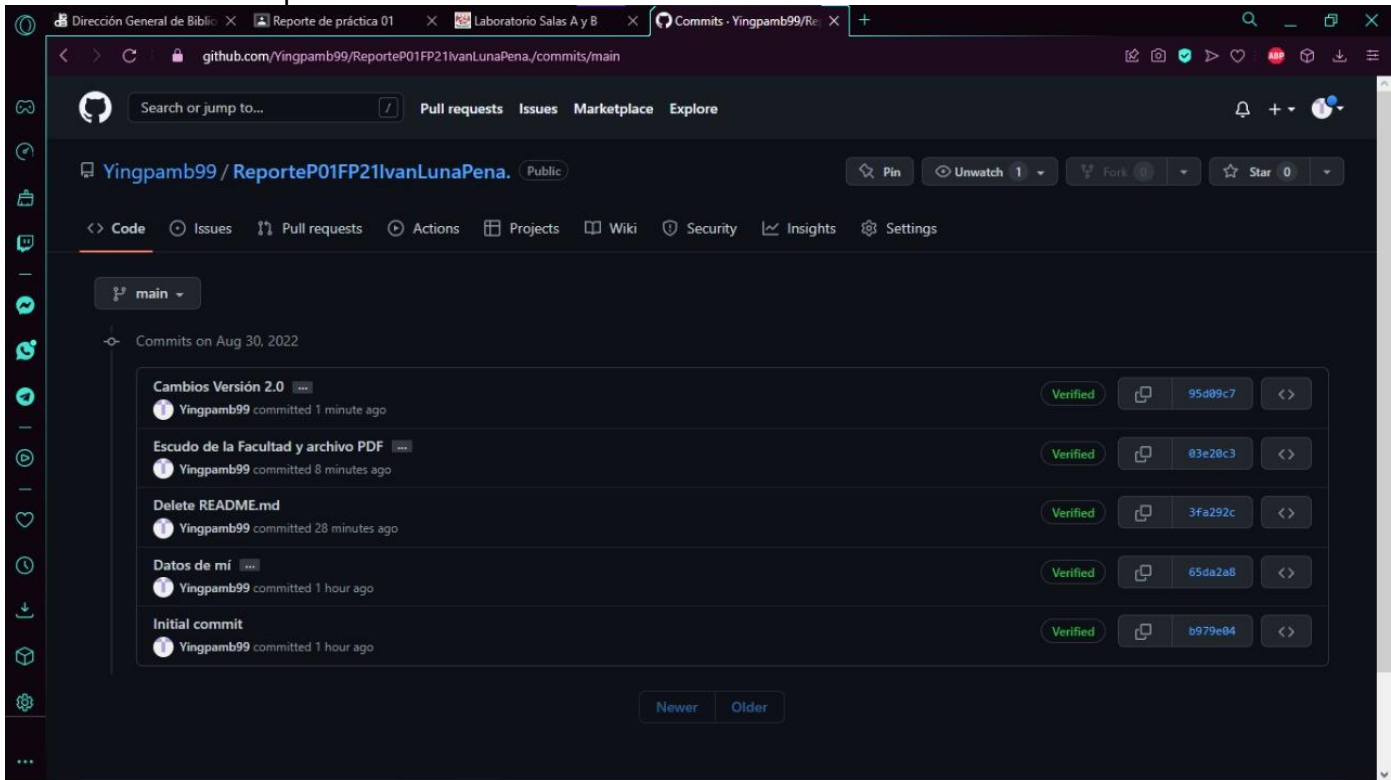 Dirección General de Biblio
Reporte de práctica 01
Laboratorio Salas A y B
Commits · Yingpamb99/Re
github.com/Yingpamb99/ReporteP01FP21IvanLunaPena./commits/main
ABP
Search or jump to...
/
Pull requests Issues Marketplace Explore
Yingpamb99 / ReporteP01FP21IvanLunaPena. Public
Pin
Unwatch 1
Fork 0
Star 0
<> Code Issues Pull requests Actions Projects Wiki Security Insights Settings
main
Commits on Aug 30, 2022
Cambios Versión 2.0 ...
Yingpamb99 committed 1 minute ago
Verified 95d09c7 <>
Escudo de la Facultad y archivo PDF ...
Yingpamb99 committed 8 minutes ago
Verified 03e20c3 <>
Delete README.md
Yingpamb99 committed 28 minutes ago
Verified 3fa292c <>
Datos de mí ...
Yingpamb99 committed 1 hour ago
Verified 65da2a8 <>
Initial commit
Yingpamb99 committed 1 hour ago
Verified b979e04 <>
Newer Older